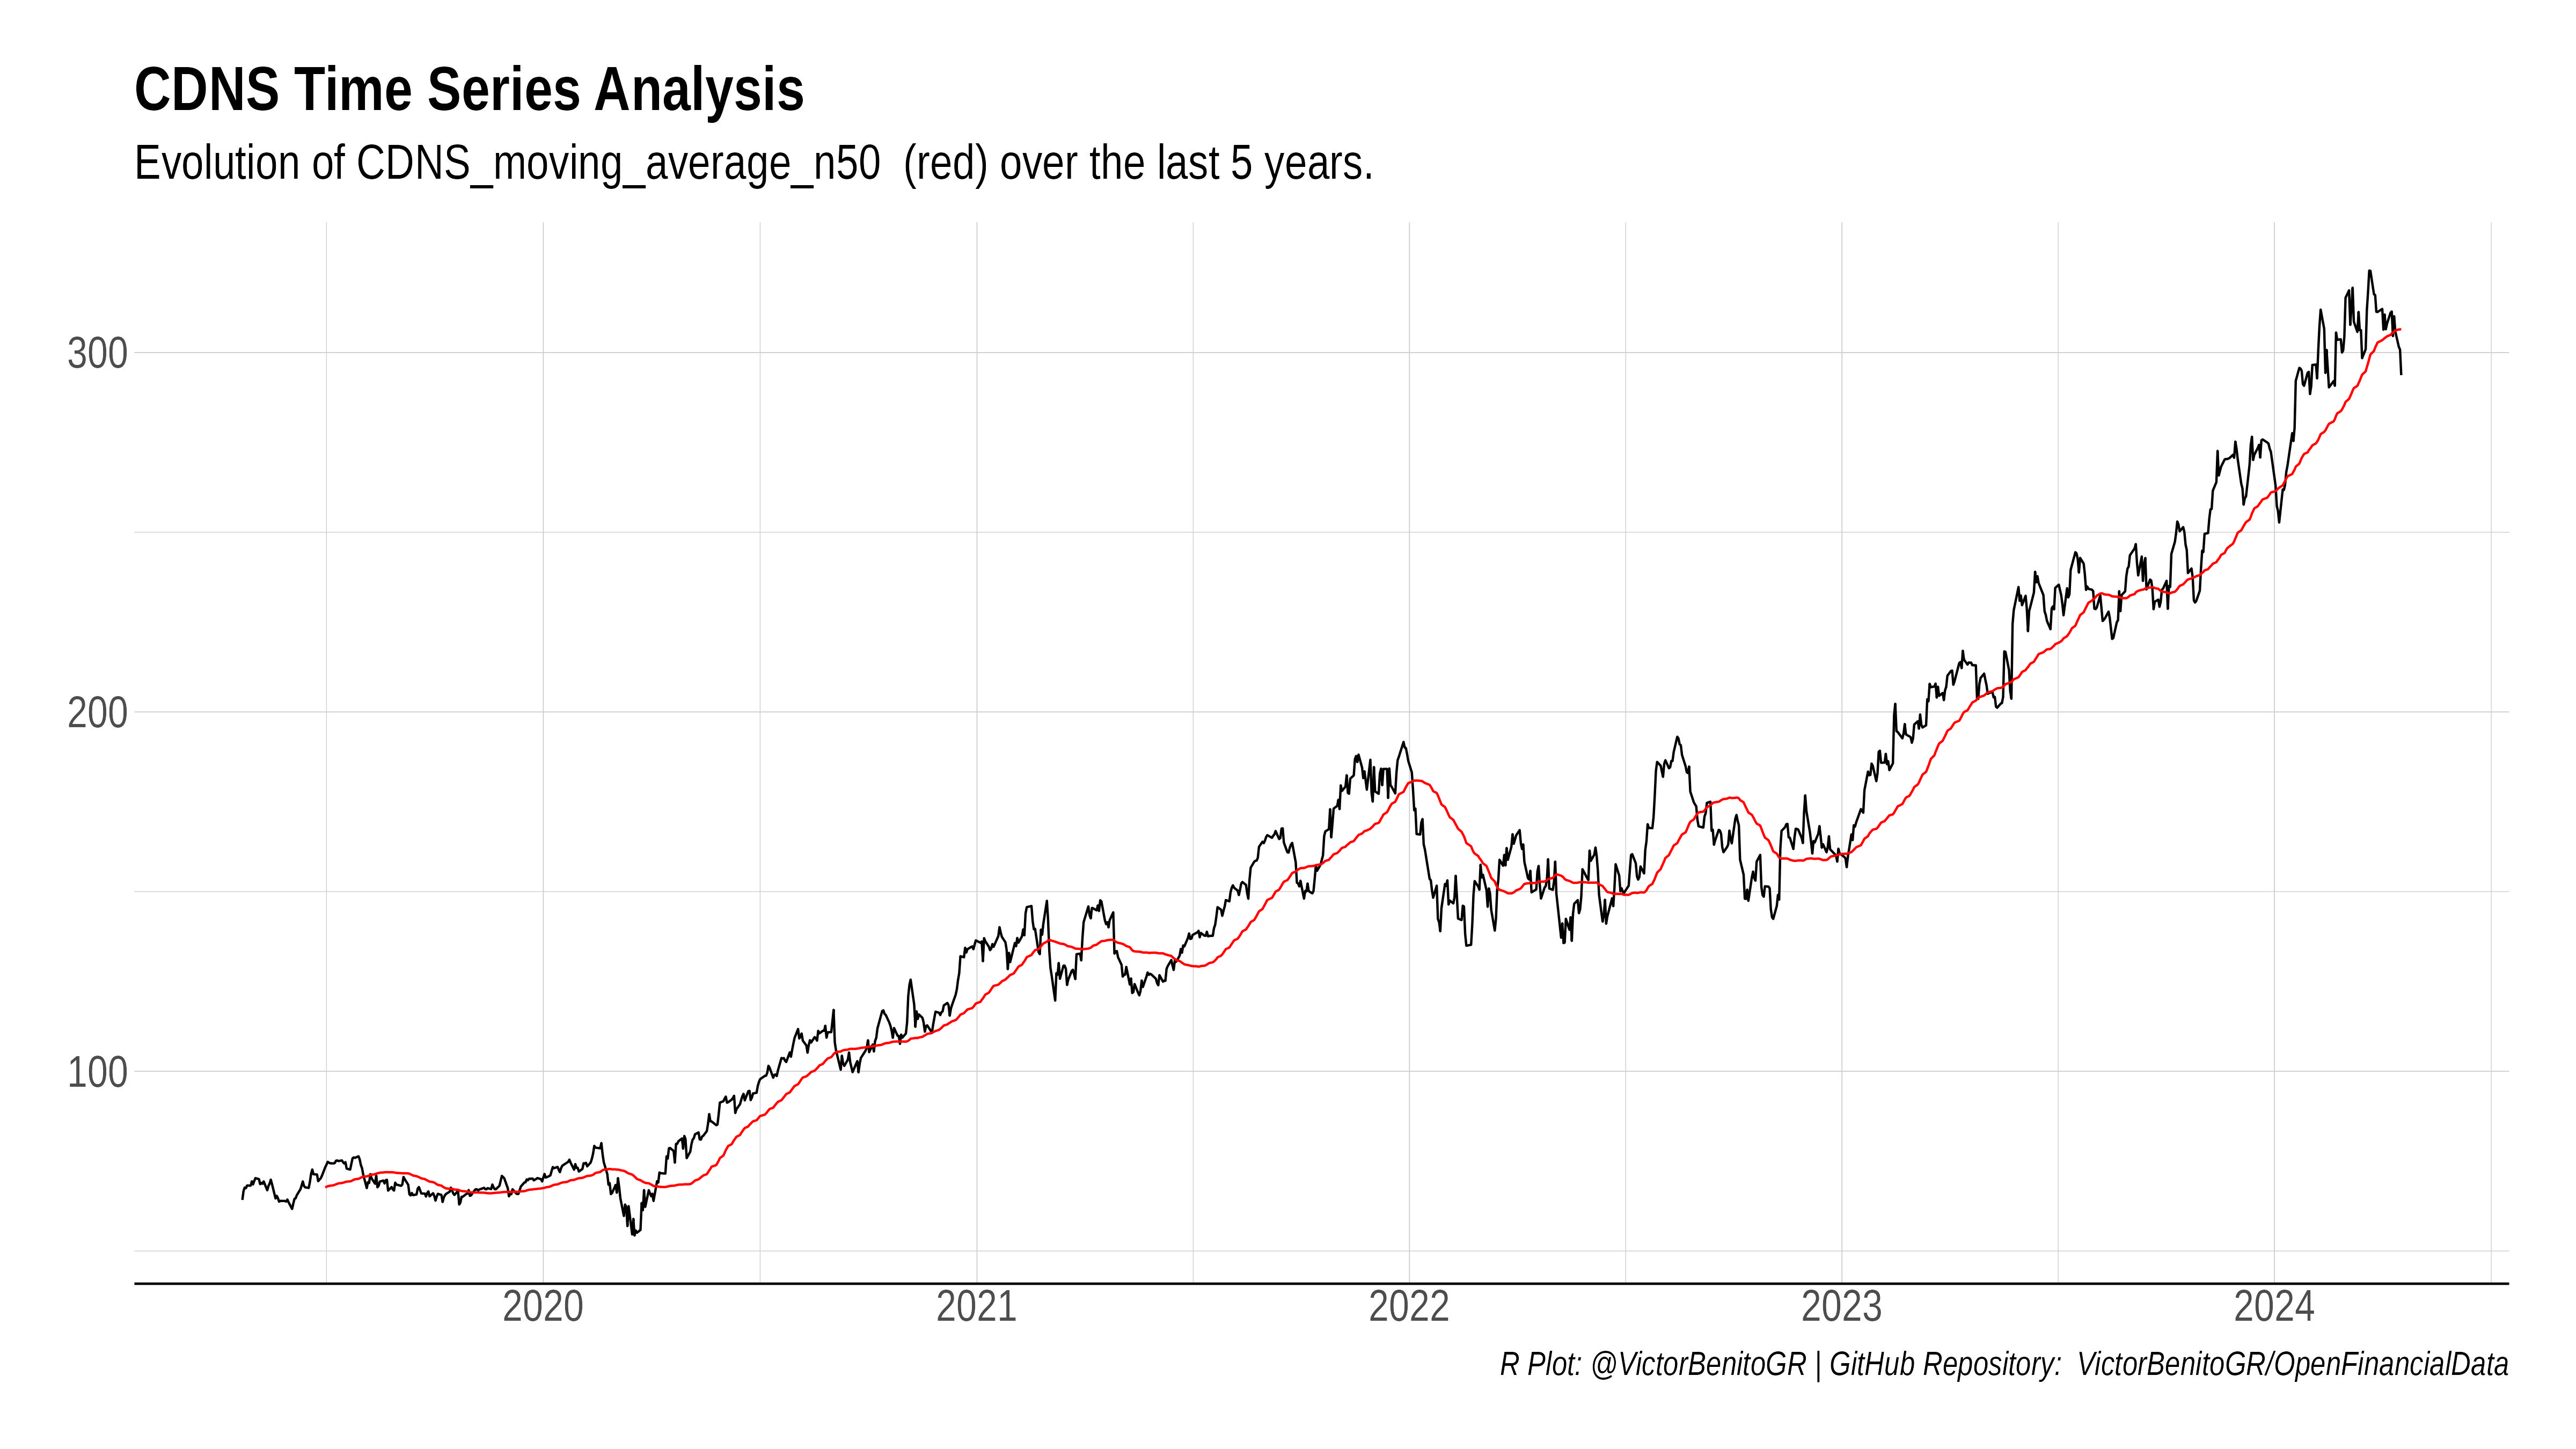 CDNS Time Series Analysis
Evolution of CDNS_moving_average_n50  (red) over the last 5 years.
300
200
100
2020 2021 2022 2023 2024
R Plot: @VictorBenitoGR | GitHub Repository:  VictorBenitoGR/OpenFinancialData